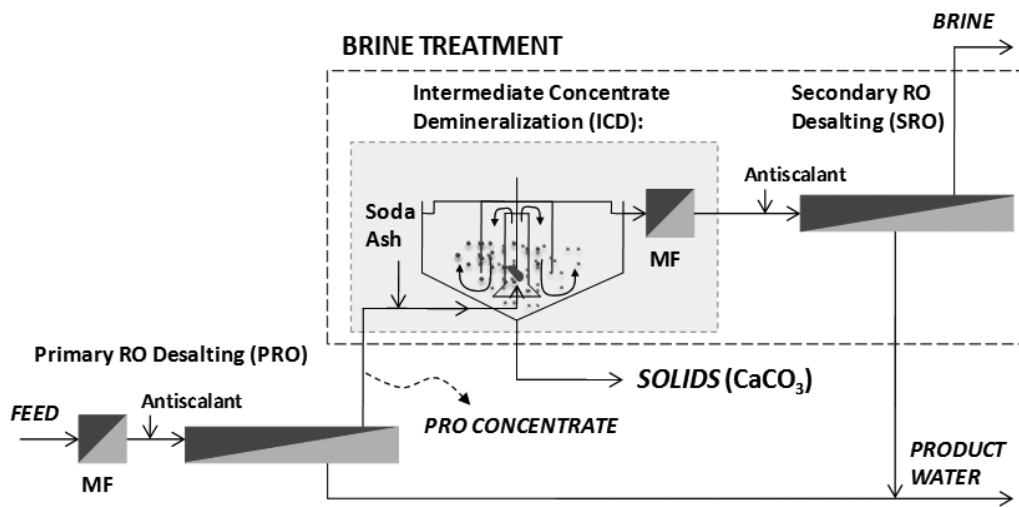 BRINE
BRINE TREATMENT
Intermediate Concentrate
Demineralization (ICD):
Secondary RO
Desalting (SRO)
Antiscalant
Soda
Ash
MF
Primary RO Desalting (PRO)
SOLIDS (CaCO₃)
Antiscalant
FEED
PRO CONCENTRATE
MF
PRODUCT
WATER